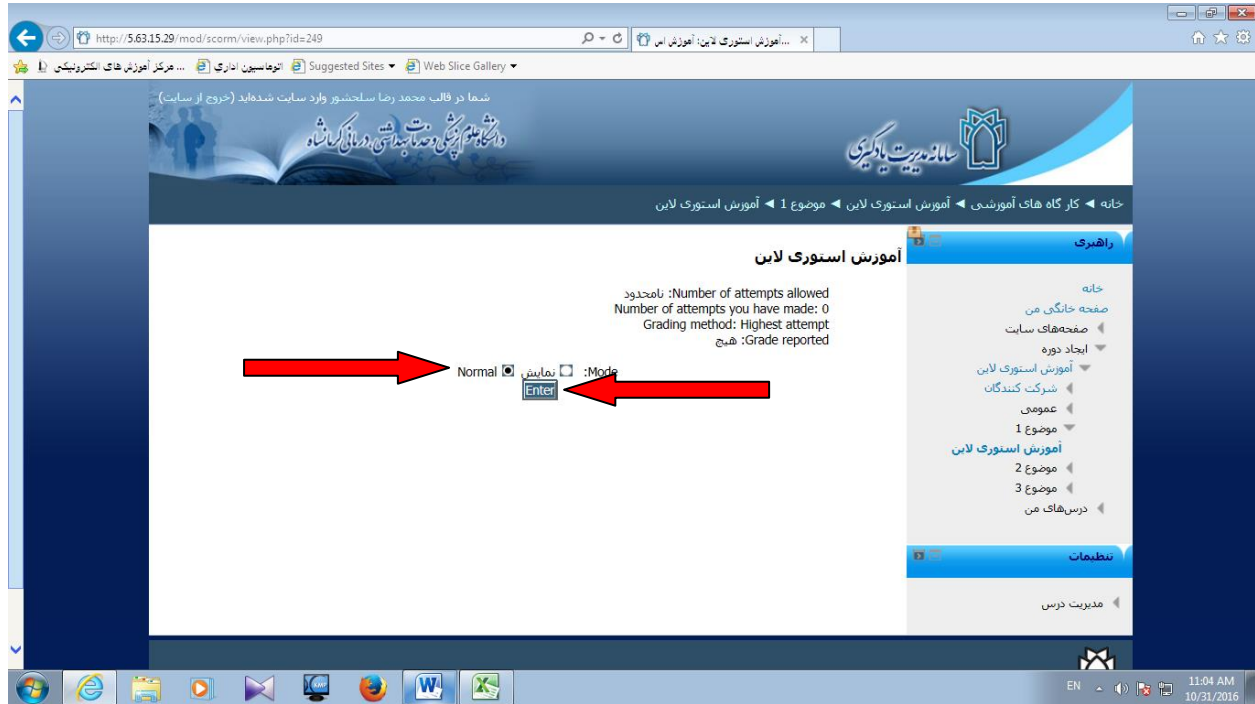 http://5.63.15.29/mod/scorm/view.php?id=249
آموزش استوری لاین: آموزش اس...
مرکز آموزش های الکترونیکی ...
اتوماسیون اداري
Suggested Sites
Web Slice Gallery
شما در قالب محمد رضا سلحشور وارد سایت شده‌اید (خروج از سایت)
دانشگاه علوم پزشکی و خدمات بهداشتی، درمانی کرمانشاه
سامانه مدیریت یادگیری
خانه ◄ کار گاه های آموزشی ◄ آموزش استوری لاین ◄ موضوع 1 ◄ آموزش استوری لاین
راهبری
خانه
صفحه خانگی من
صفحه‌های سایت
ایجاد دوره
آموزش استوری لاین
شرکت کنندگان
عمومی
موضوع 1
آموزش استوری لاین
موضوع 2
موضوع 3
درس‌های من
تنظیمات
مدیریت درس
آموزش استوری لاین
Number of attempts allowed: نامحدود
Number of attempts you have made: 0
Grading method: Highest attempt
Grade reported: هیچ
Mode: نمایش Normal
Enter
EN
11:04 AM
10/31/2016